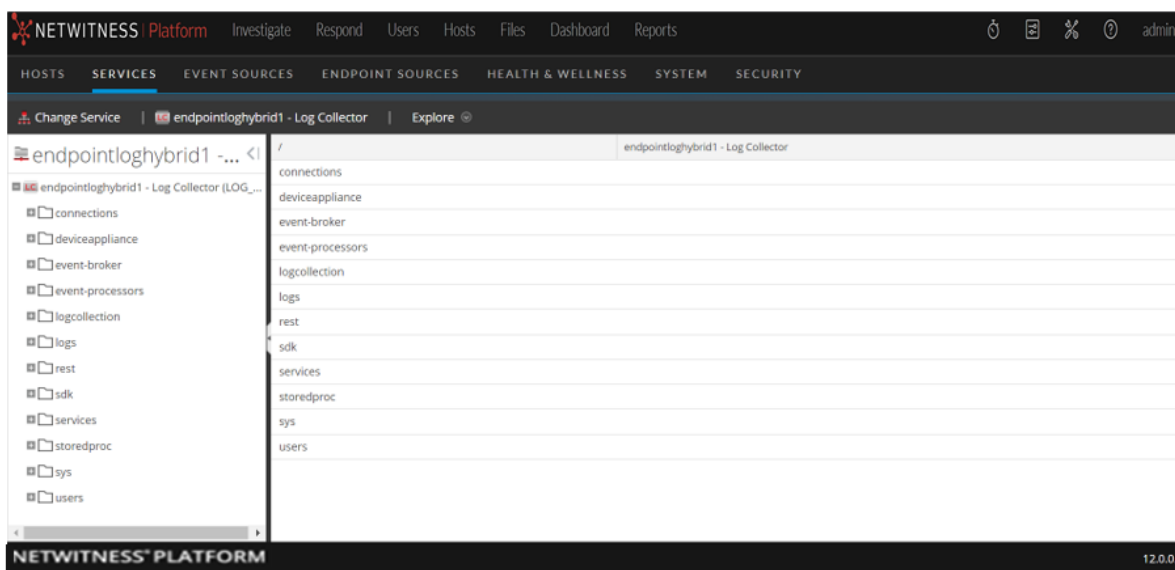 NETWITNESS | Platform Investigate Respond Users Hosts Files Dashboard Reports admin
HOSTS SERVICES EVENT SOURCES ENDPOINT SOURCES HEALTH & WELLNESS SYSTEM SECURITY
Change Service | LC endpointloghybrid1 - Log Collector | Explore
endpointloghybrid1 -...
LC endpointloghybrid1 - Log Collector (LOG_...
connections
deviceappliance
event-broker
event-processors
logcollection
logs
rest
sdk
services
storedproc
sys
users
/ endpointloghybrid1 - Log Collector
connections
deviceappliance
event-broker
event-processors
logcollection
logs
rest
sdk
services
storedproc
sys
users
NETWITNESS® PLATFORM 12.0.0